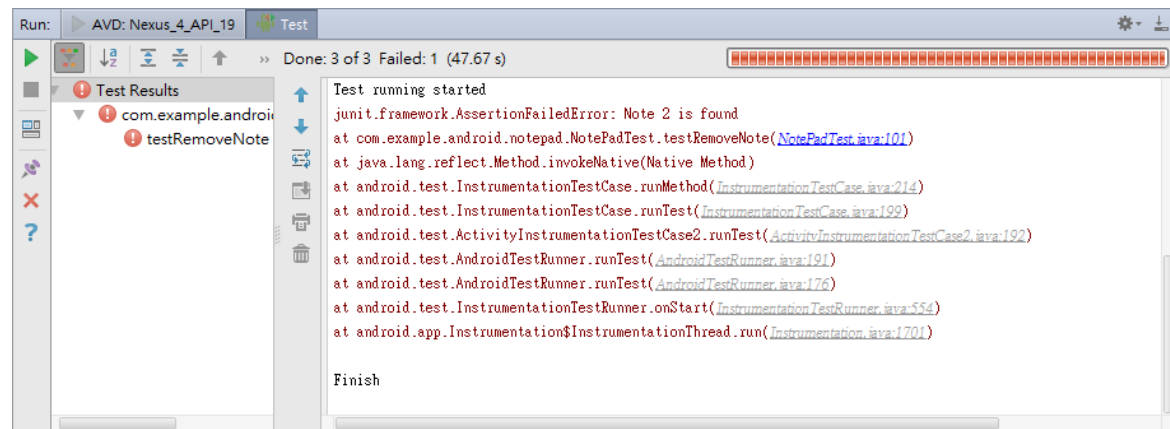 Run: AVD: Nexus_4_API_19 Test
Done: 3 of 3 Failed: 1 (47.67 s)
Test Results
com.example.androi
testRemoveNote
Test running started
junit.framework.AssertionFailedError: Note 2 is found
at com.example.android.notepad.NotePadTest.testRemoveNote(NotePadTest.java:101)
at java.lang.reflect.Method.invokeNative(Native Method)
at android.test.InstrumentationTestCase.runMethod(InstrumentationTestCase.java:214)
at android.test.InstrumentationTestCase.runTest(InstrumentationTestCase.java:199)
at android.test.ActivityInstrumentationTestCase2.runTest(ActivityInstrumentationTestCase2.java:192)
at android.test.AndroidTestRunner.runTest(AndroidTestRunner.java:191)
at android.test.AndroidTestRunner.runTest(AndroidTestRunner.java:176)
at android.test.InstrumentationTestRunner.onStart(InstrumentationTestRunner.java:554)
at android.app.Instrumentation$InstrumentationThread.run(Instrumentation.java:1701)
Finish